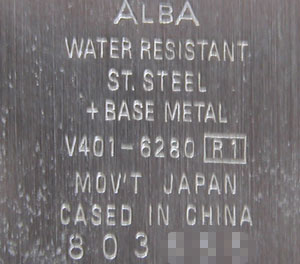 ALBA
WATER RESISTANT
ST. STEEL
+ BASE METAL
V401-6280 R1
MOV'T JAPAN
CASED IN CHINA
803